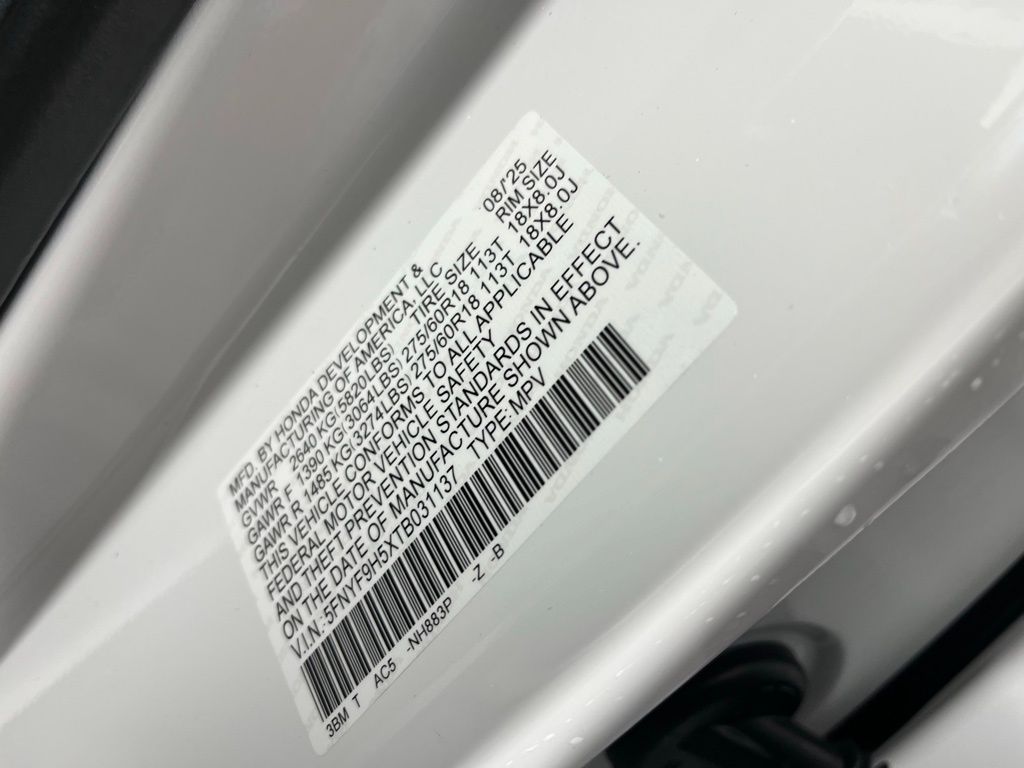 MFD. BY HONDA DEVELOPMENT &
MANUFACTURING OF AMERICA, LLC 08/'25
GVWR 2640 KG (5820LBS) TIRE SIZE RIM SIZE
GAWR F 1390 KG( 3064LBS) 275/60R18 113T 18X8.0J
GAWR R 1485 KG(3274LBS) 275/60R18 113T 18X8.0J
THIS VEHICLE CONFORMS TO ALL APPLICABLE
FEDERAL MOTOR VEHICLE SAFETY
AND THEFT PREVENTION STANDARDS IN EFFECT
ON THE DATE OF MANUFACTURE SHOWN ABOVE.
V.I.N.: 5FNYF9H5XTB031137 TYPE:MPV
3BM T AC5 -NH883P -Z B